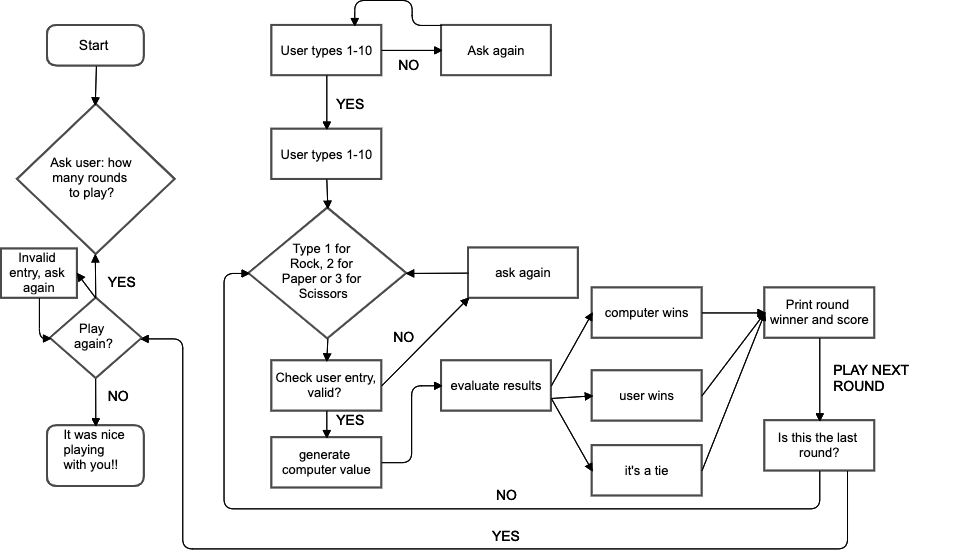 Start
Ask user: how
many rounds
to play?
Invalid
entry, ask
again
YES
Play
again?
NO
It was nice
playing
with you!!
User types 1-10
NO
Ask again
YES
User types 1-10
Type 1 for
Rock, 2 for
Paper or 3 for
Scissors
ask again
NO
Check user entry,
valid?
YES
generate
computer value
evaluate results
computer wins
user wins
it's a tie
Print round
winner and score
PLAY NEXT
ROUND
Is this the last
round?
NO
YES